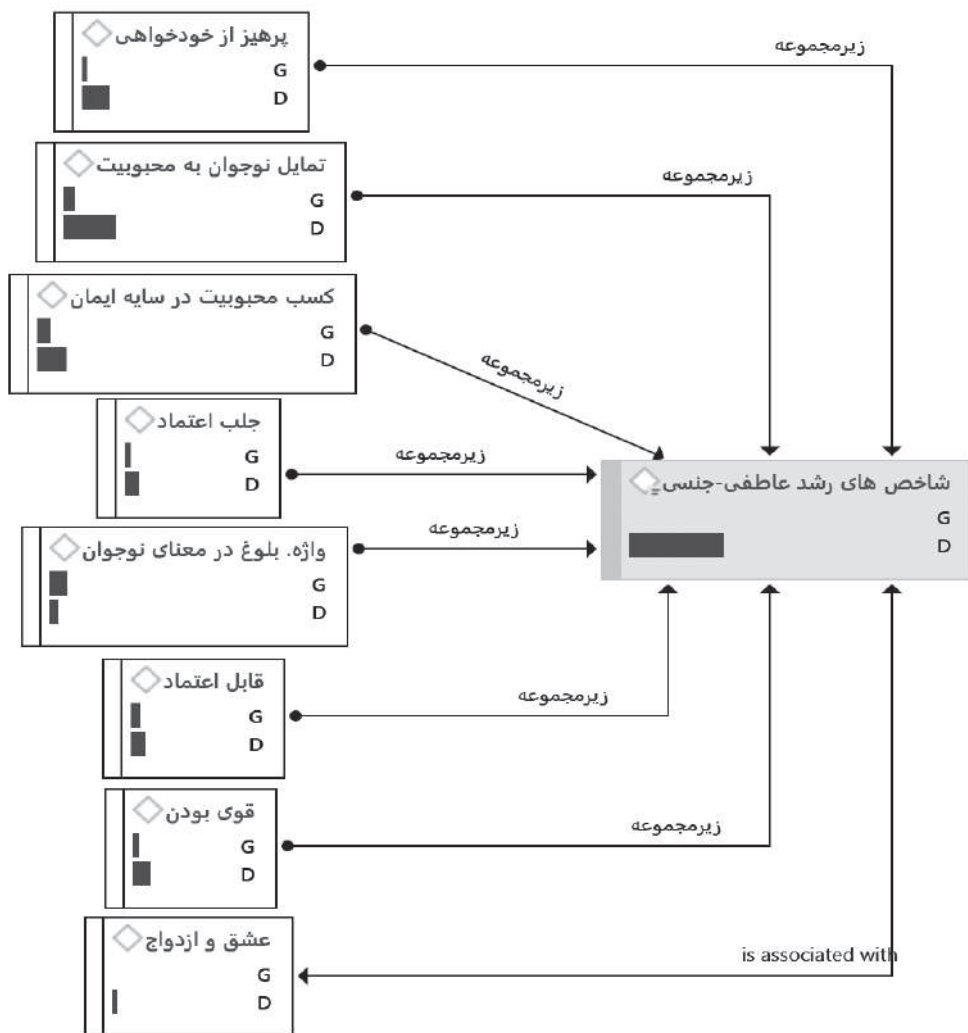 پرهیز از خودخواهی
G
D
زیرمجموعه
تمایل نوجوان به محبوبیت
G
D
زیرمجموعه
کسب محبوبیت در سایه ایمان
G
D
زیرمجموعه
جلب اعتماد
G
D
زیرمجموعه
شاخص های رشد عاطفی-جنسی
G
D
واژه. بلوغ در معنای نوجوان
G
D
زیرمجموعه
قابل اعتماد
G
D
زیرمجموعه
قوی بودن
G
D
زیرمجموعه
عشق و ازدواج
G
D
is associated with